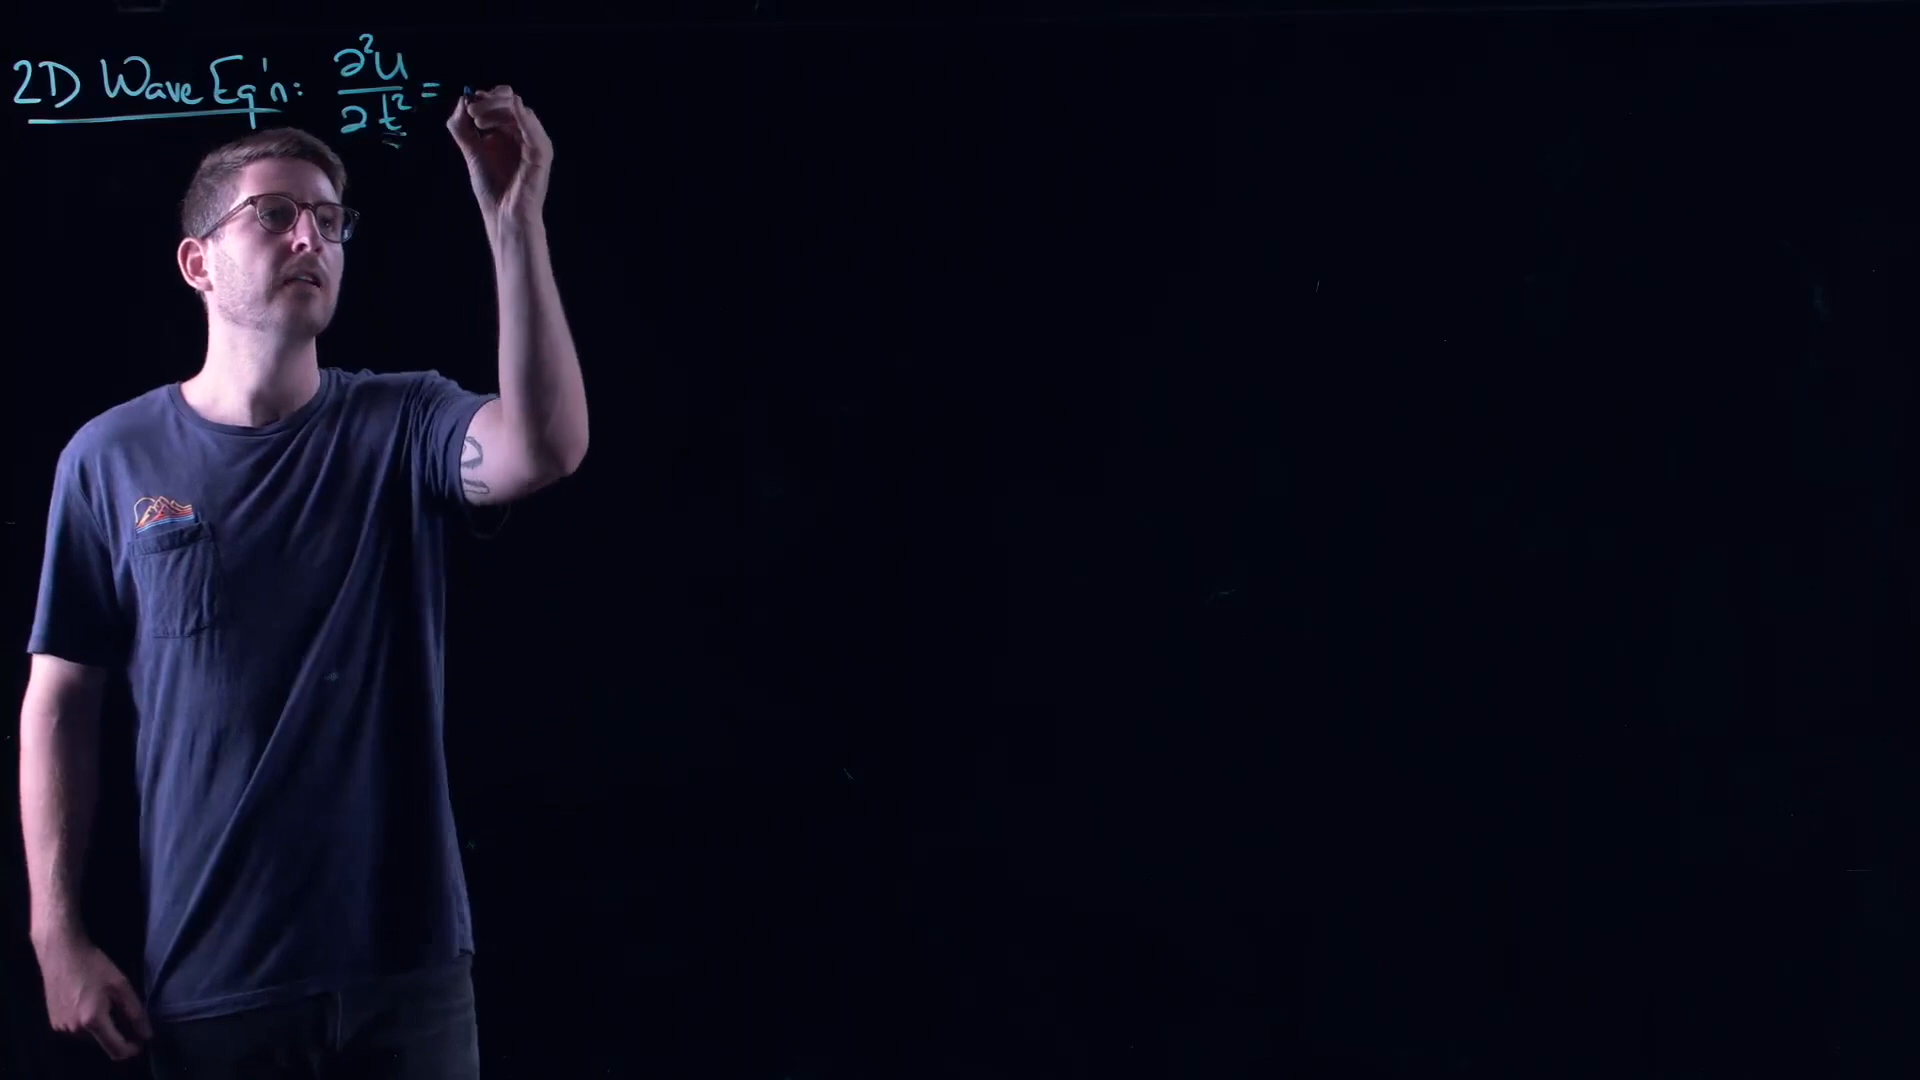 2D Wave Eq'n: ∂²u/∂t² =